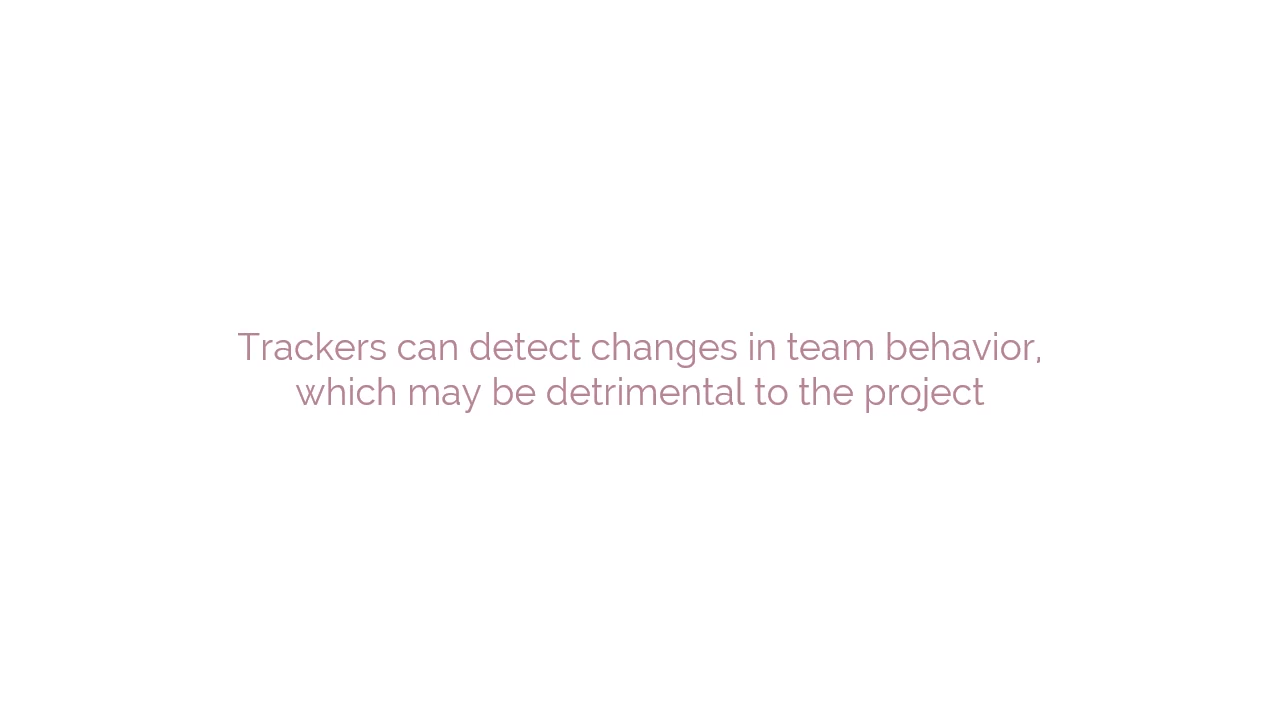 Trackers can detect changes in team behavior,
which may be detrimental to the project